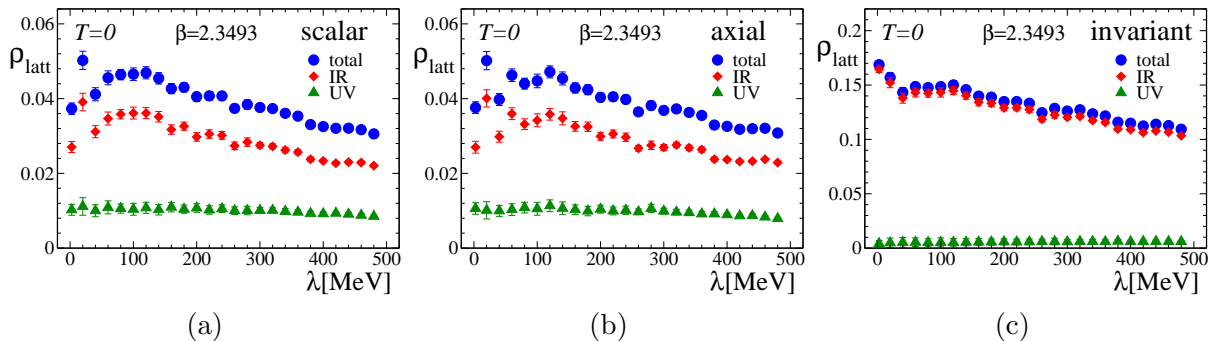 T=0 β=2.3493 scalar
ρlatt
total
IR
UV
0.06
0.04
0.02
0
0 100 200 300 400 500
λ[MeV]
(a)
T=0 β=2.3493 axial
ρlatt
total
IR
UV
0.06
0.04
0.02
0
0 100 200 300 400 500
λ[MeV]
(b)
T=0 β=2.3493 invariant
ρlatt
total
IR
UV
0.2
0.15
0.1
0.05
0
0 100 200 300 400 500
λ[MeV]
(c)